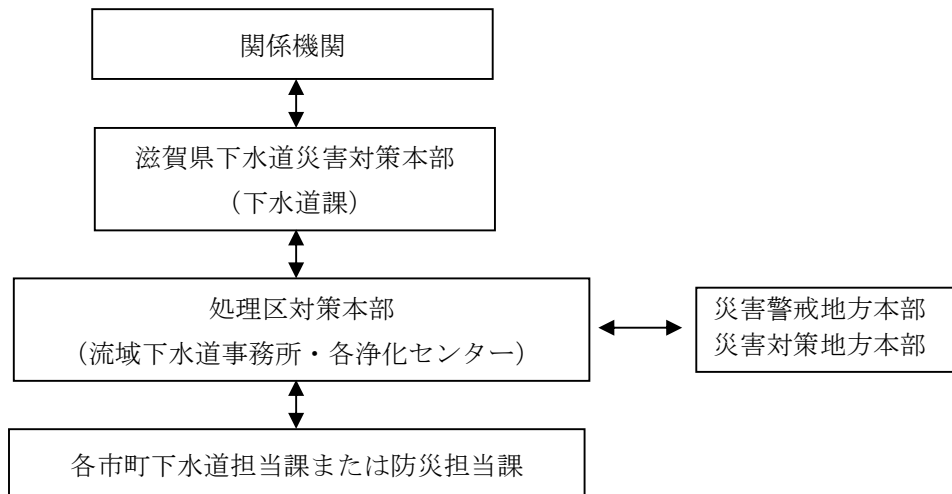 関係機関
滋賀県下水道災害対策本部
（下水道課）
処理区対策本部
（流域下水道事務所・各浄化センター）
災害警戒地方本部
災害対策地方本部
各市町下水道担当課または防災担当課